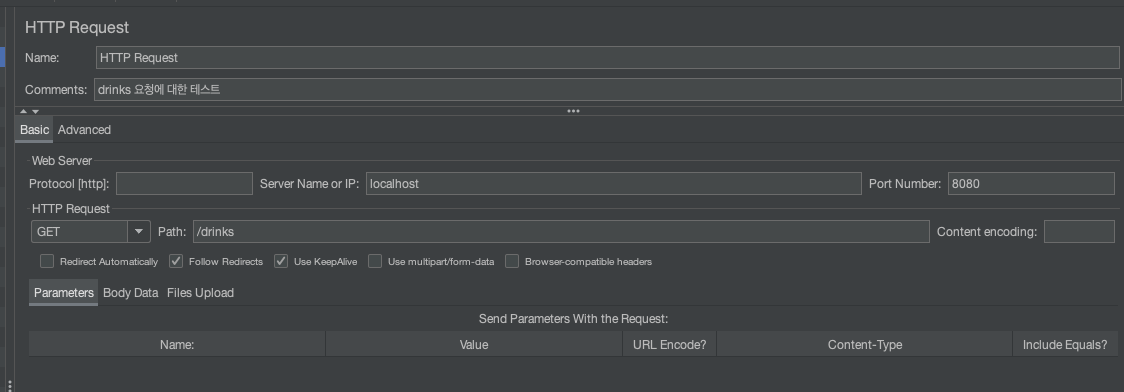 HTTP Request
Name: HTTP Request
Comments: drinks 요청에 대한 테스트
Basic Advanced
Web Server
Protocol [http]: Server Name or IP: localhost Port Number: 8080
HTTP Request
GET Path: /drinks Content encoding:
Redirect Automatically Follow Redirects Use KeepAlive Use multipart/form-data Browser-compatible headers
Parameters Body Data Files Upload
Send Parameters With the Request:
Name: Value URL Encode? Content-Type Include Equals?